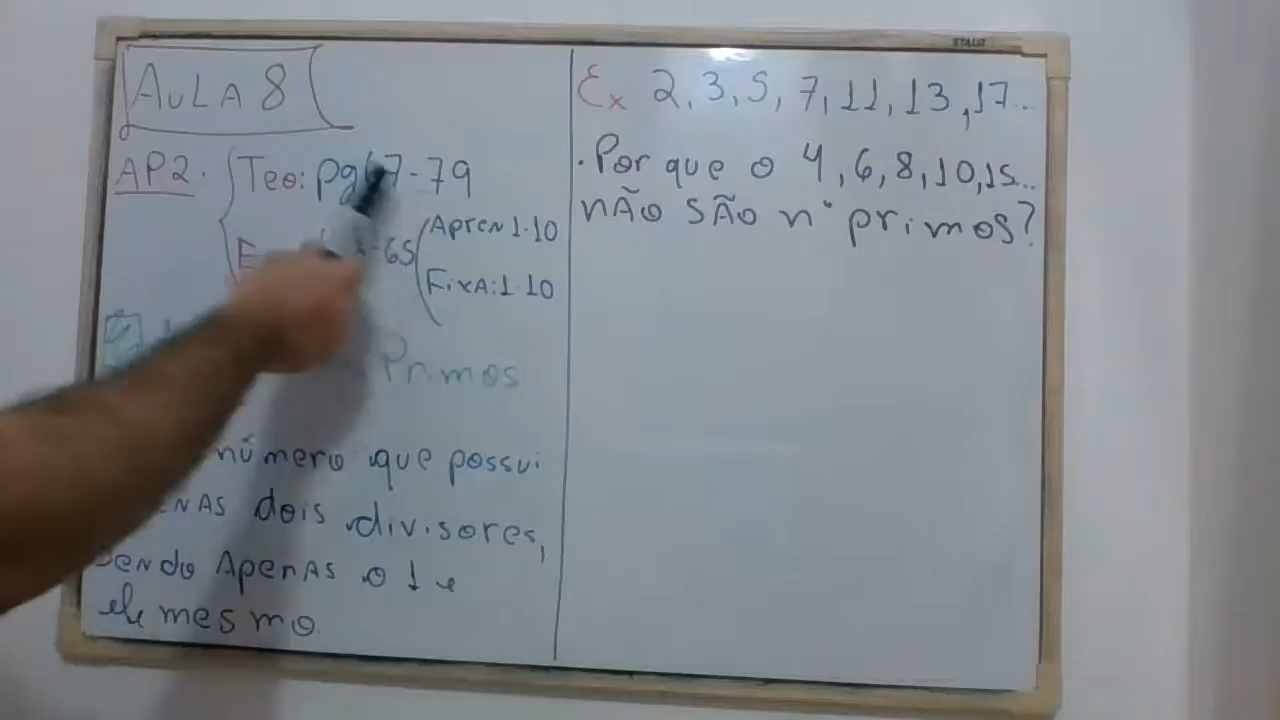 AULA 8
AP2. Teo: pg 67-79
65
Apren 1-10
Fixa: 1-10
Primos
número que possui
dois divisores,
Apenas o 1 e
ele mesmo.
STALO
Ex 2, 3, 5, 7, 11, 13, 17...
. Por que o 4, 6, 8, 10, 15...
não são n° primos?